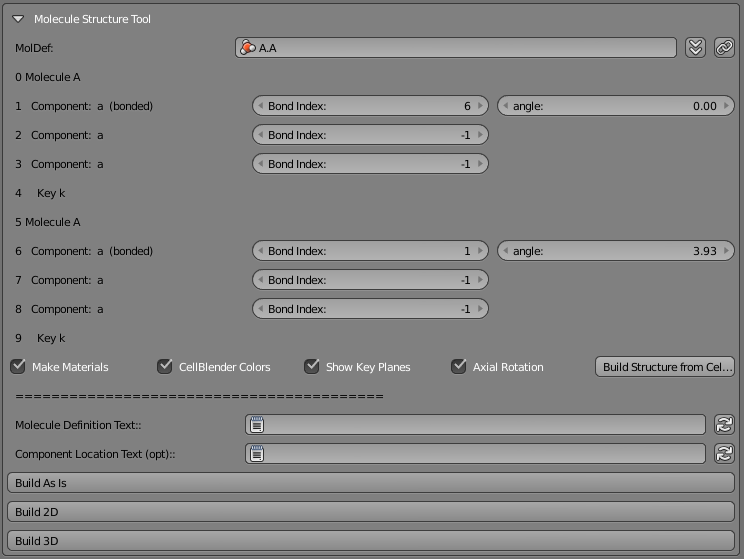 Molecule Structure Tool
MolDef: A.A
0 Molecule A
1 Component: a (bonded) Bond Index: 6 angle: 0.00
2 Component: a Bond Index: -1
3 Component: a Bond Index: -1
4 Key k
5 Molecule A
6 Component: a (bonded) Bond Index: 1 angle: 3.93
7 Component: a Bond Index: -1
8 Component: a Bond Index: -1
9 Key k
Make Materials CellBlender Colors Show Key Planes Axial Rotation Build Structure from Cel...
=========================================
Molecule Definition Text::
Component Location Text (opt)::
Build As Is
Build 2D
Build 3D